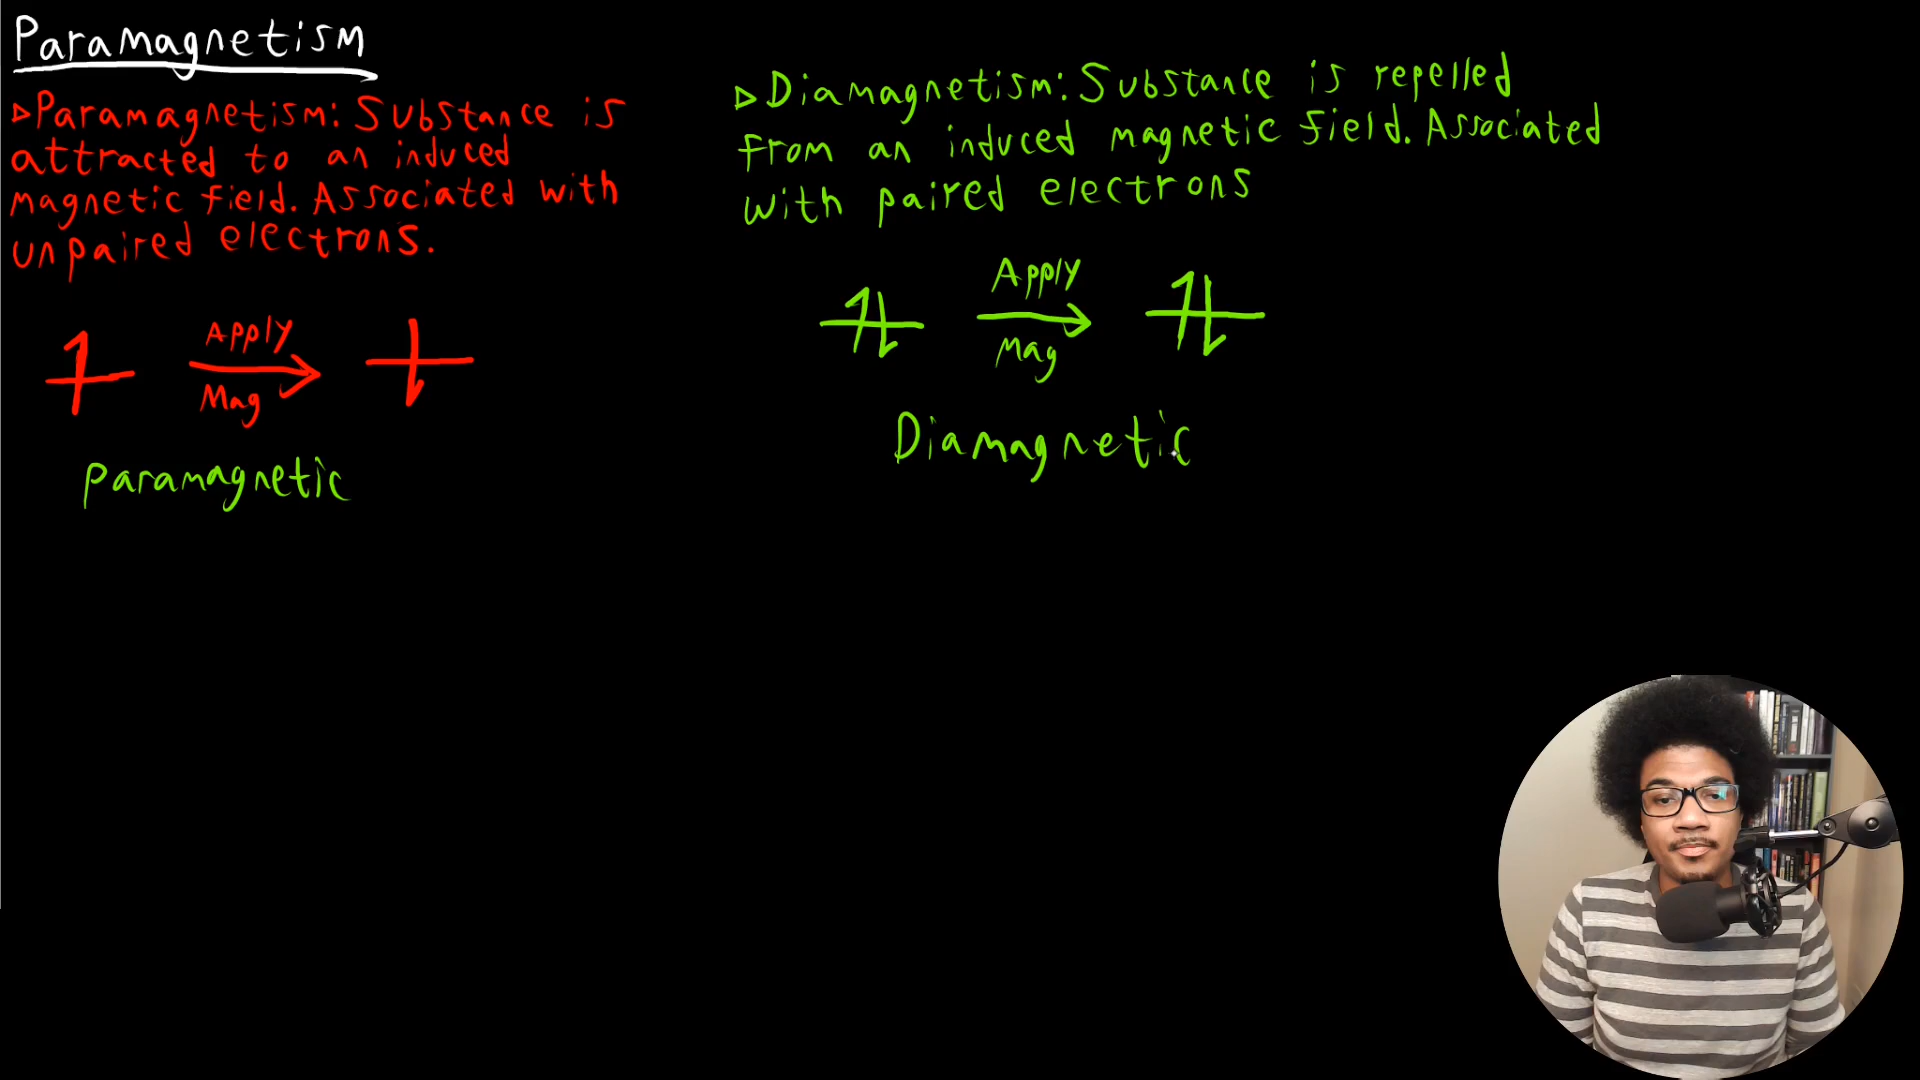 Paramagnetism
▹Paramagnetism: Substance is
attracted to an induced
magnetic field. Associated with
unpaired electrons.
Apply
Mag
Paramagnetic
▹Diamagnetism: Substance is repelled
from an induced magnetic field. Associated
with paired electrons
Apply
Mag
Diamagnetic